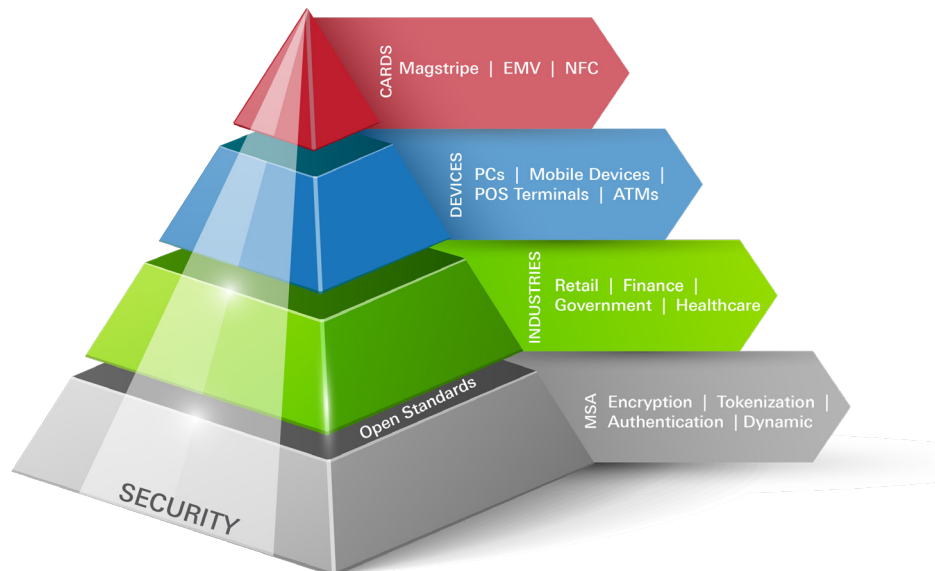 CARDS
Magstripe | EMV | NFC
DEVICES
PCs | Mobile Devices |
POS Terminals | ATMs
INDUSTRIES
Retail | Finance |
Government | Healthcare
Open Standards
MSA
Encryption | Tokenization |
Authentication | Dynamic
SECURITY